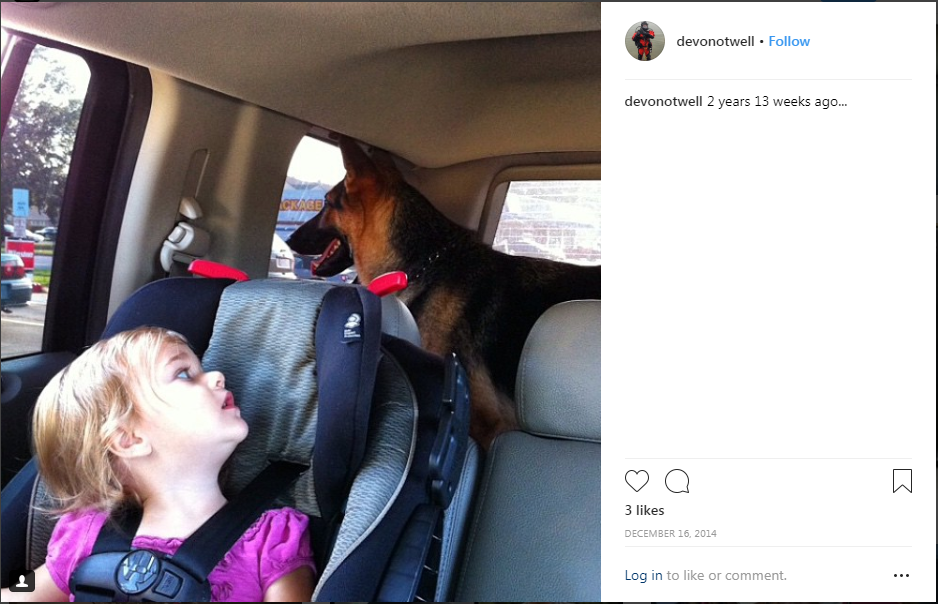 devonotwell • Follow
devonotwell 2 years 13 weeks ago...
CKAGE
3 likes
DECEMBER 16, 2014
Log in to like or comment.